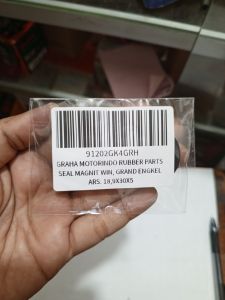 91202GK4GRH
GRAHA MOTORINDO RUBBER PARTS
SEAL MAGNIT WIN, GRAND ENGKEL
ARS. 18,9X30X5